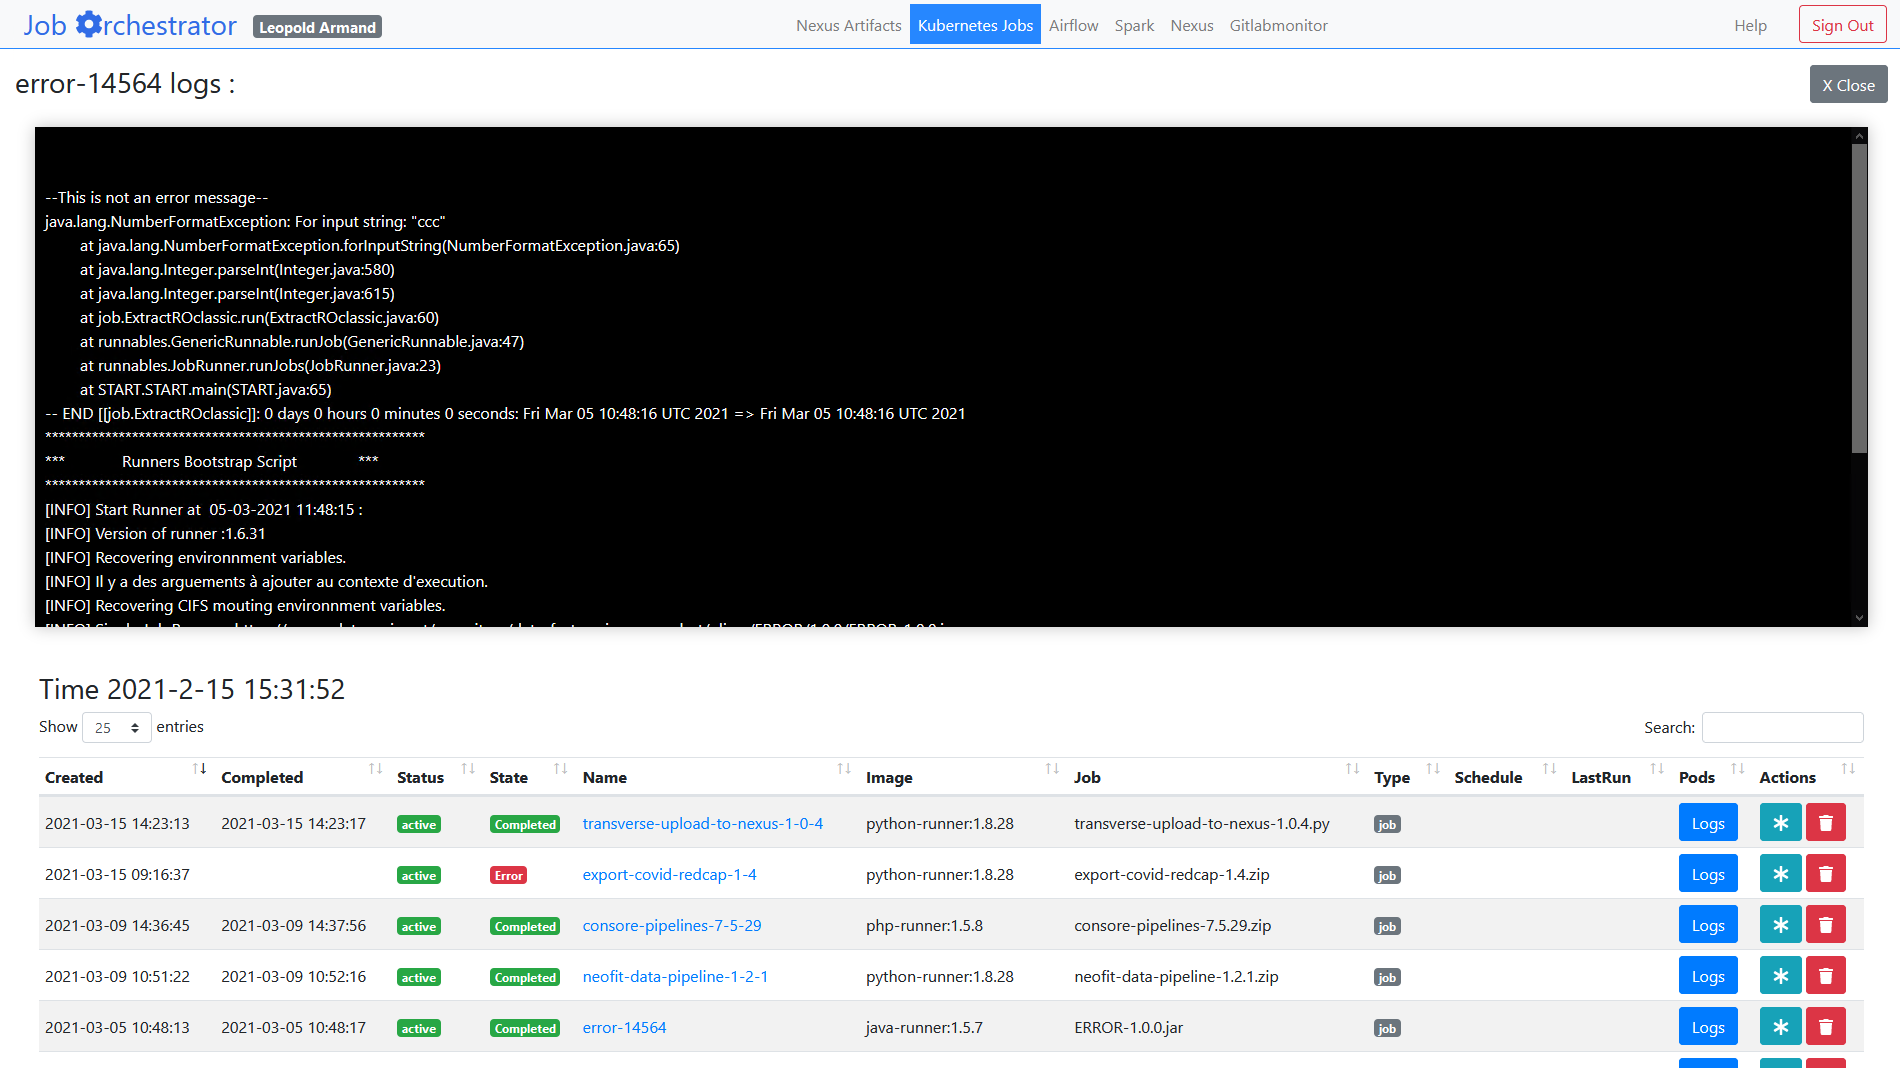 Job Orchestrator Leopold Armand Nexus Artifacts Kubernetes Jobs Airflow Spark Nexus Gitlabmonitor Help Sign Out
error-14564 logs : X Close
--This is not an error message--
java.lang.NumberFormatException: For input string: "ccc"
at java.lang.NumberFormatException.forInputString(NumberFormatException.java:65)
at java.lang.Integer.parseInt(Integer.java:580)
at java.lang.Integer.parseInt(Integer.java:615)
at job.ExtractROclassic.run(ExtractROclassic.java:60)
at runnables.GenericRunnable.runJob(GenericRunnable.java:47)
at runnables.JobRunner.runJobs(JobRunner.java:23)
at START.START.main(START.java:65)
-- END [[job.ExtractROclassic]]: 0 days 0 hours 0 minutes 0 seconds: Fri Mar 05 10:48:16 UTC 2021 => Fri Mar 05 10:48:16 UTC 2021
*********************************************************
*** Runners Bootstrap Script ***
*********************************************************
[INFO] Start Runner at 05-03-2021 11:48:15 :
[INFO] Version of runner :1.6.31
[INFO] Recovering environnment variables.
[INFO] Il y a des arguements à ajouter au contexte d'execution.
[INFO] Recovering CIFS mouting environnment variables.
Time 2021-2-15 15:31:52
Show 25 entries Search:
Created Completed Status State Name Image Job Type Schedule LastRun Pods Actions
2021-03-15 14:23:13 2021-03-15 14:23:17 active Completed transverse-upload-to-nexus-1-0-4 python-runner:1.8.28 transverse-upload-to-nexus-1.0.4.py job Logs
2021-03-15 09:16:37 active Error export-covid-redcap-1-4 python-runner:1.8.28 export-covid-redcap-1.4.zip job Logs
2021-03-09 14:36:45 2021-03-09 14:37:56 active Completed consore-pipelines-7-5-29 php-runner:1.5.8 consore-pipelines-7.5.29.zip job Logs
2021-03-09 10:51:22 2021-03-09 10:52:16 active Completed neofit-data-pipeline-1-2-1 python-runner:1.8.28 neofit-data-pipeline-1.2.1.zip job Logs
2021-03-05 10:48:13 2021-03-05 10:48:17 active Completed error-14564 java-runner:1.5.7 ERROR-1.0.0.jar job Logs